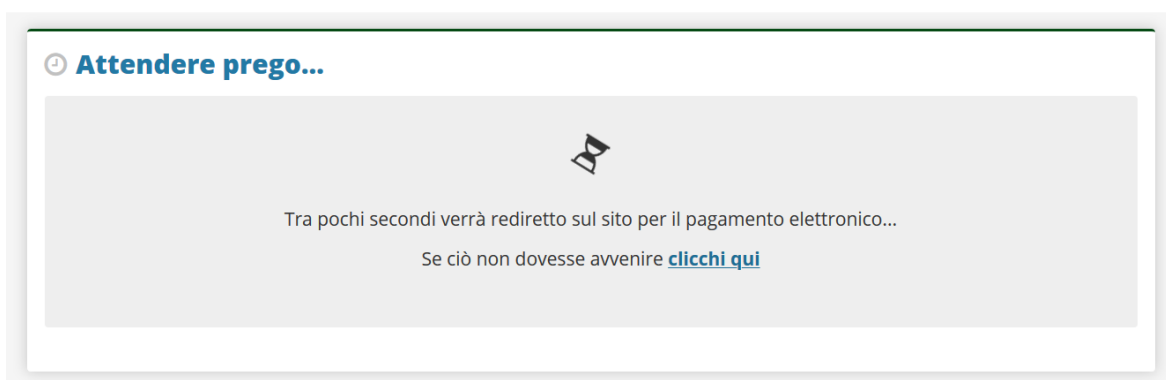 Attendere prego...
Tra pochi secondi verrà rediretto sul sito per il pagamento elettronico...
Se ciò non dovesse avvenire clicchi qui